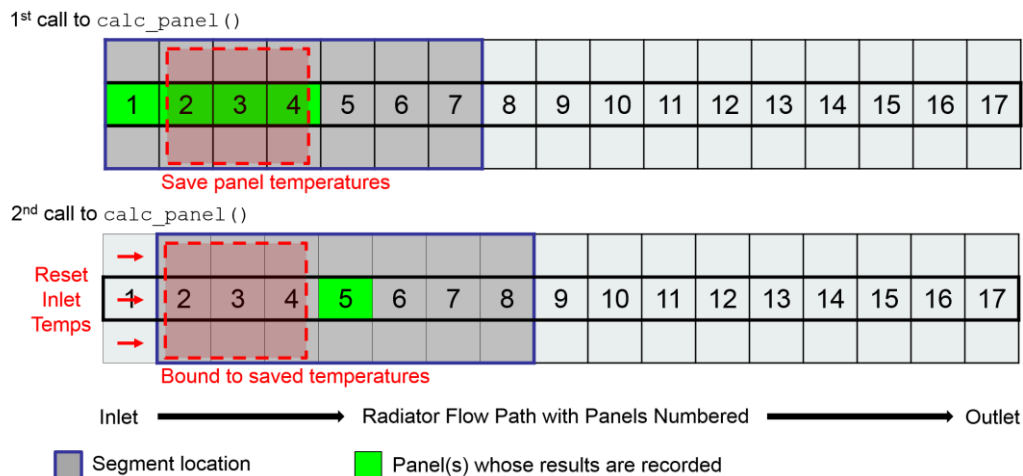 1st call to calc_panel()
1 2 3 4 5 6 7 8 9 10 11 12 13 14 15 16 17
Save panel temperatures
2nd call to calc_panel()
Reset
Inlet
Temps
1 2 3 4 5 6 7 8 9 10 11 12 13 14 15 16 17
Bound to saved temperatures
Inlet Radiator Flow Path with Panels Numbered Outlet
Segment location Panel(s) whose results are recorded